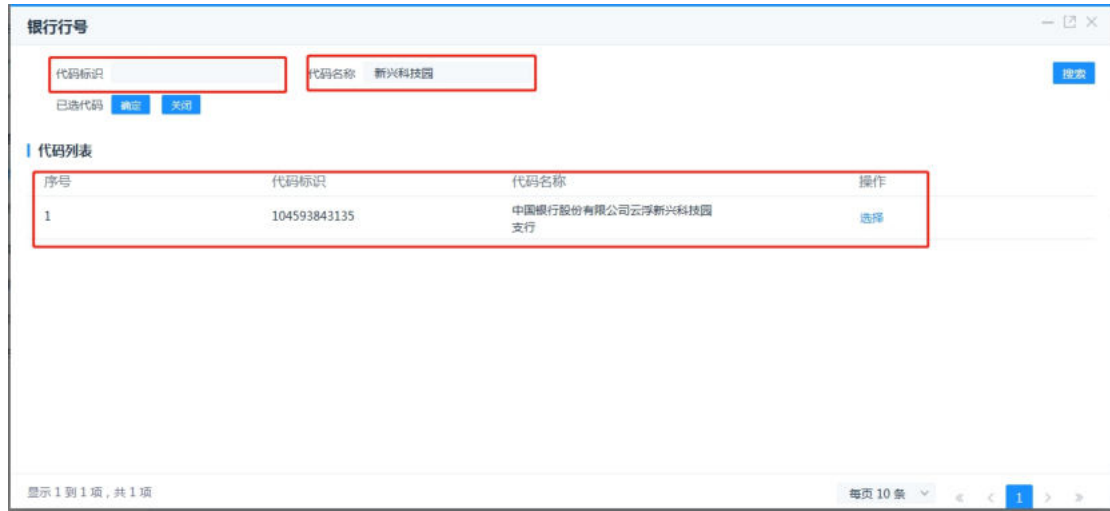 银行行号
代码标识 代码名称 新兴科技园 搜索
已选代码 确定 关闭
代码列表
序号 代码标识 代码名称 操作
1 104593843135 中国银行股份有限公司云浮新兴科技园 选择
支行
显示 1 到 1 项 , 共 1 项 每页 10 条 « < 1 > »